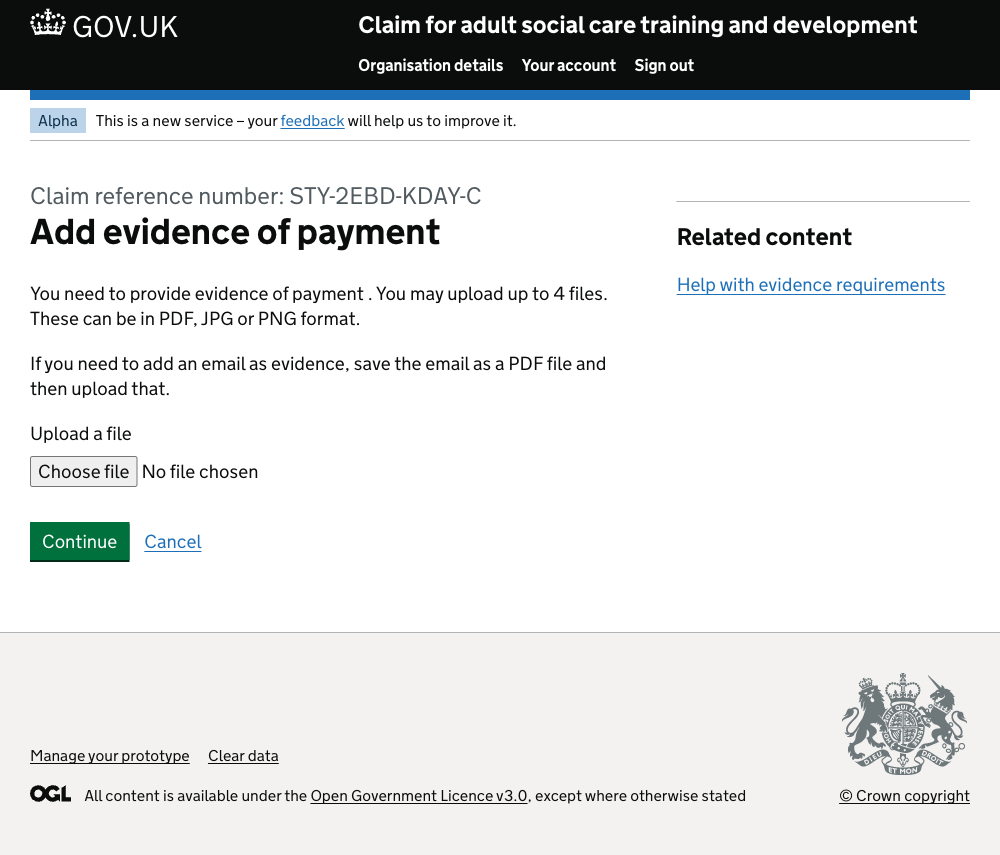 GOV.UK
Claim for adult social care training and development
Organisation details Your account Sign out
Alpha This is a new service – your feedback will help us to improve it.
Claim reference number: STY-2EBD-KDAY-C
Add evidence of payment
You need to provide evidence of payment . You may upload up to 4 files.
These can be in PDF, JPG or PNG format.
If you need to add an email as evidence, save the email as a PDF file and
then upload that.
Upload a file
Choose file No file chosen
Continue Cancel
Related content
Help with evidence requirements
Manage your prototype Clear data
OGL All content is available under the Open Government Licence v3.0, except where otherwise stated
DIEU ET MON DROIT
© Crown copyright